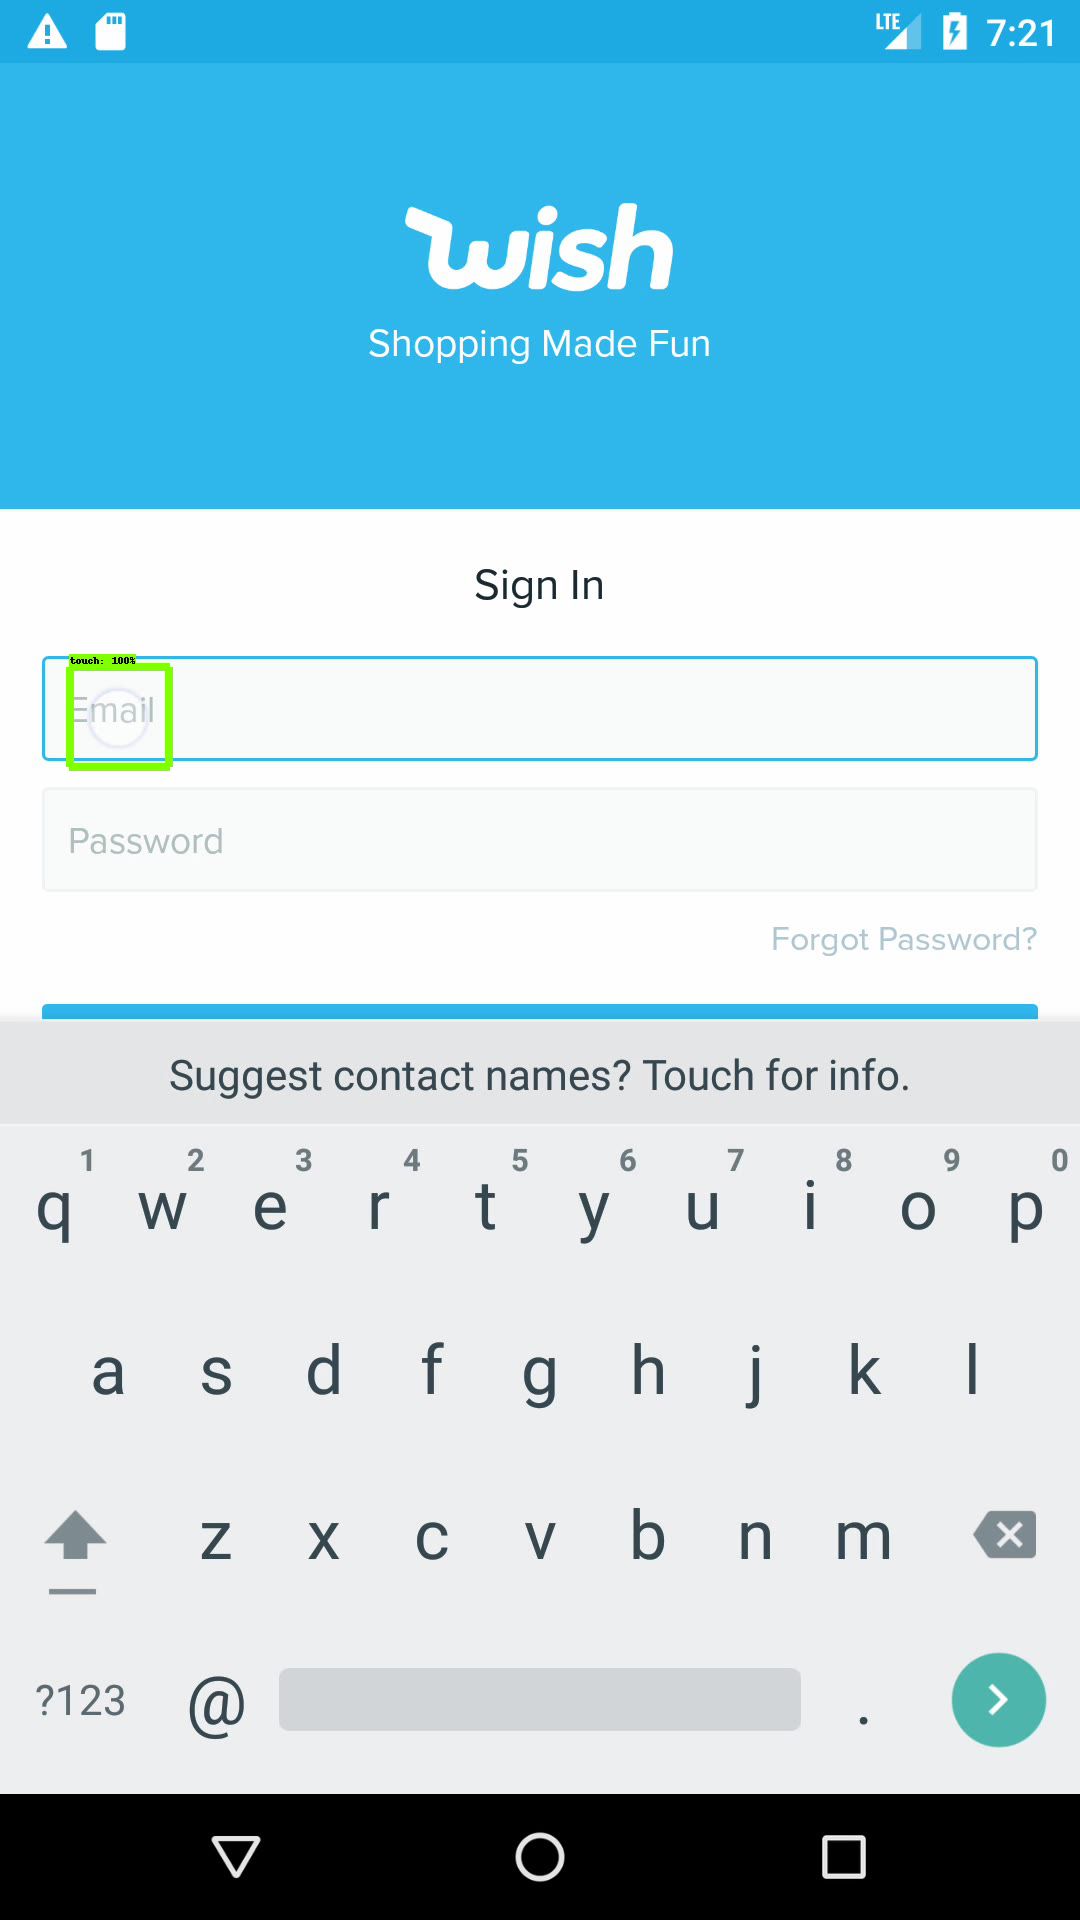 LTE 7:21
wish
Shopping Made Fun
Sign In
touch: 100%
Email
Password
Forgot Password?
Suggest contact names? Touch for info.
1 2 3 4 5 6 7 8 9 0
q w e r t y u i o p
a s d f g h j k l
z x c v b n m
?123 @ .